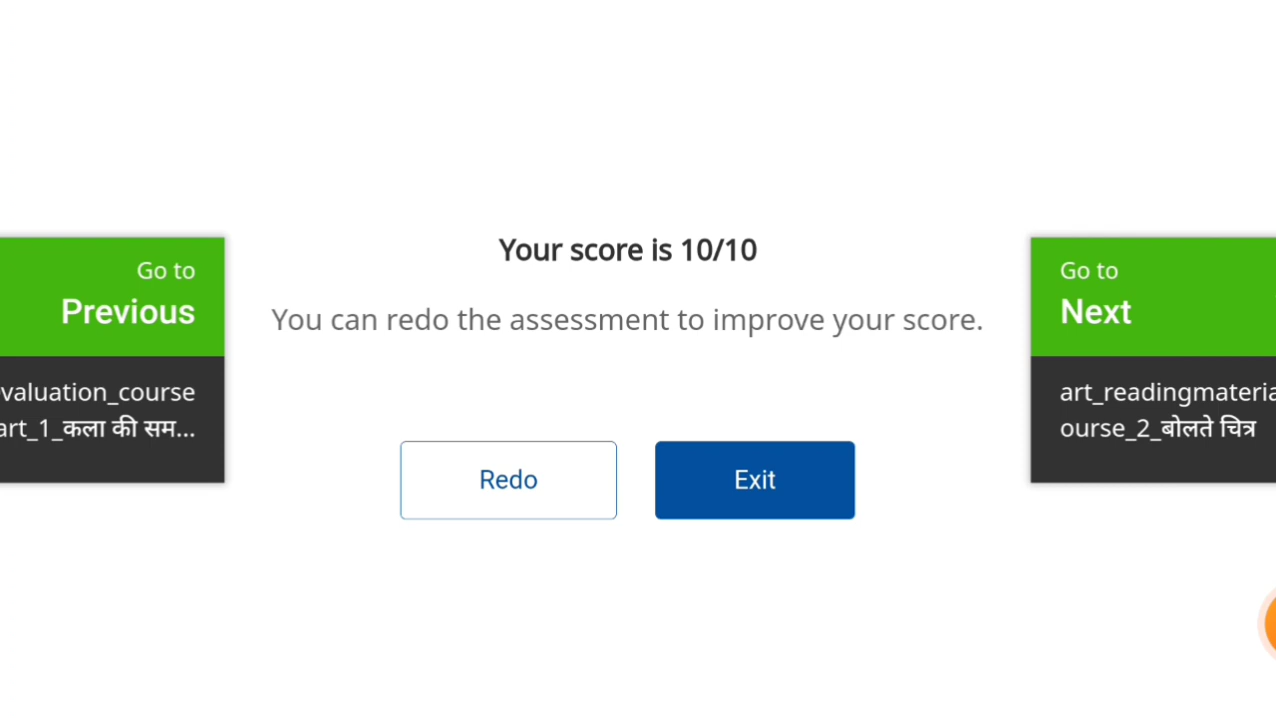 Your score is 10/10
You can redo the assessment to improve your score.
Go to
Previous
valuation_course
art_1_कला की सम...
Go to
Next
art_readingmateria
ourse_2_बोलते चित्र
Redo
Exit